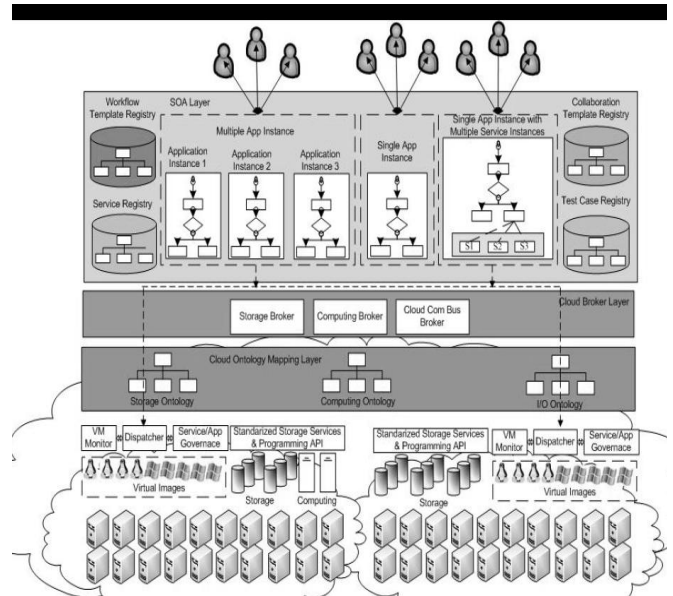 Workflow
Template Registry
SOA Layer
Multiple App Instance
Single App Instance with
Multiple Service Instances
Collaboration
Template Registry
Application
Instance 1
Application
Instance 2
Application
Instance 3
Single App
Instance
Service Registry
Test Case Registry
S1
S2
S3
Cloud Broker Layer
Storage Broker
Computing Broker
Cloud Com Bus
Broker
Cloud Ontology Mapping Layer
Storage Ontology
Computing Ontology
I/O Ontology
VM
Monitor
Dispatcher
Service/App
Governace
Standarized Storage Services
& Programming API
Standarized Storage Services
& Programming API
VM
Monitor
Dispatcher
Service/App
Governace
Virtual Images
Storage
Computing
Storage
Virtual Images